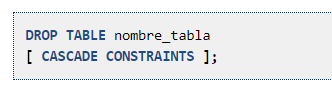 DROP TABLE nombre_tabla
[ CASCADE CONSTRAINTS ];